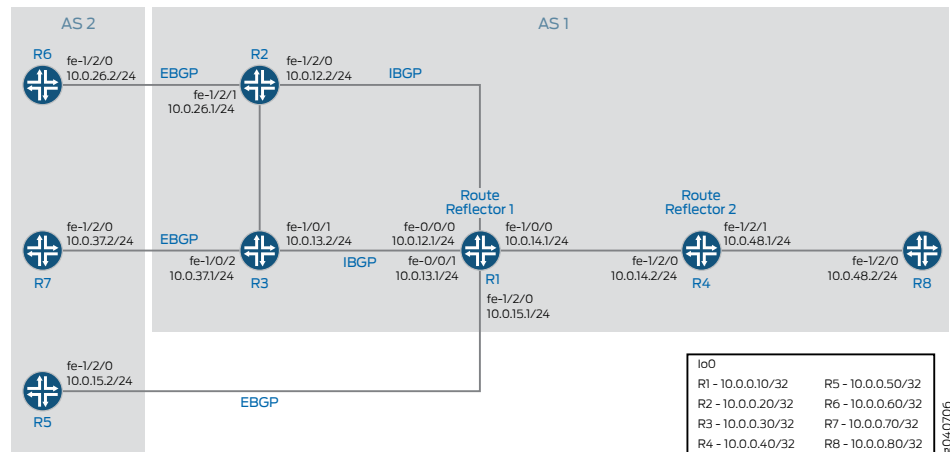 AS 2
AS 1
R6
fe-1/2/0
10.0.26.2/24
EBGP
R2
fe-1/2/0
10.0.12.2/24
IBGP
fe-1/2/1
10.0.26.1/24
fe-1/2/0
10.0.37.2/24
EBGP
R7
fe-1/0/2
10.0.37.1/24
R3
fe-1/0/1
10.0.13.2/24
IBGP
Route
Reflector 1
fe-0/0/0
10.0.12.1/24
fe-0/0/1
10.0.13.1/24
fe-1/0/0
10.0.14.1/24
R1
fe-1/2/0
10.0.15.1/24
Route
Reflector 2
fe-1/2/1
10.0.48.1/24
fe-1/2/0
10.0.14.2/24
R4
fe-1/2/0
10.0.48.2/24
R8
fe-1/2/0
10.0.15.2/24
R5
EBGP
lo0
R1 - 10.0.0.10/32 R5 - 10.0.0.50/32
R2 - 10.0.0.20/32 R6 - 10.0.0.60/32
R3 - 10.0.0.30/32 R7 - 10.0.0.70/32
R4 - 10.0.0.40/32 R8 - 10.0.0.80/32